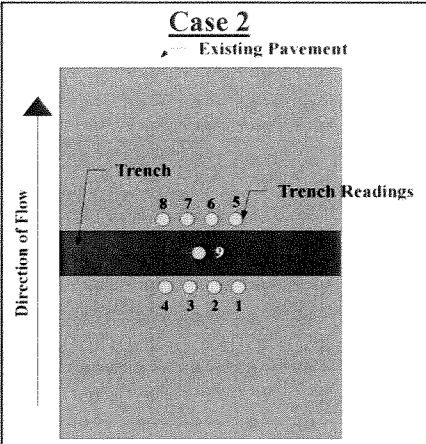 Case 2
Existing Pavement
Trench
8 7 6 5
Trench Readings
9
4 3 2 1
Direction of Flow